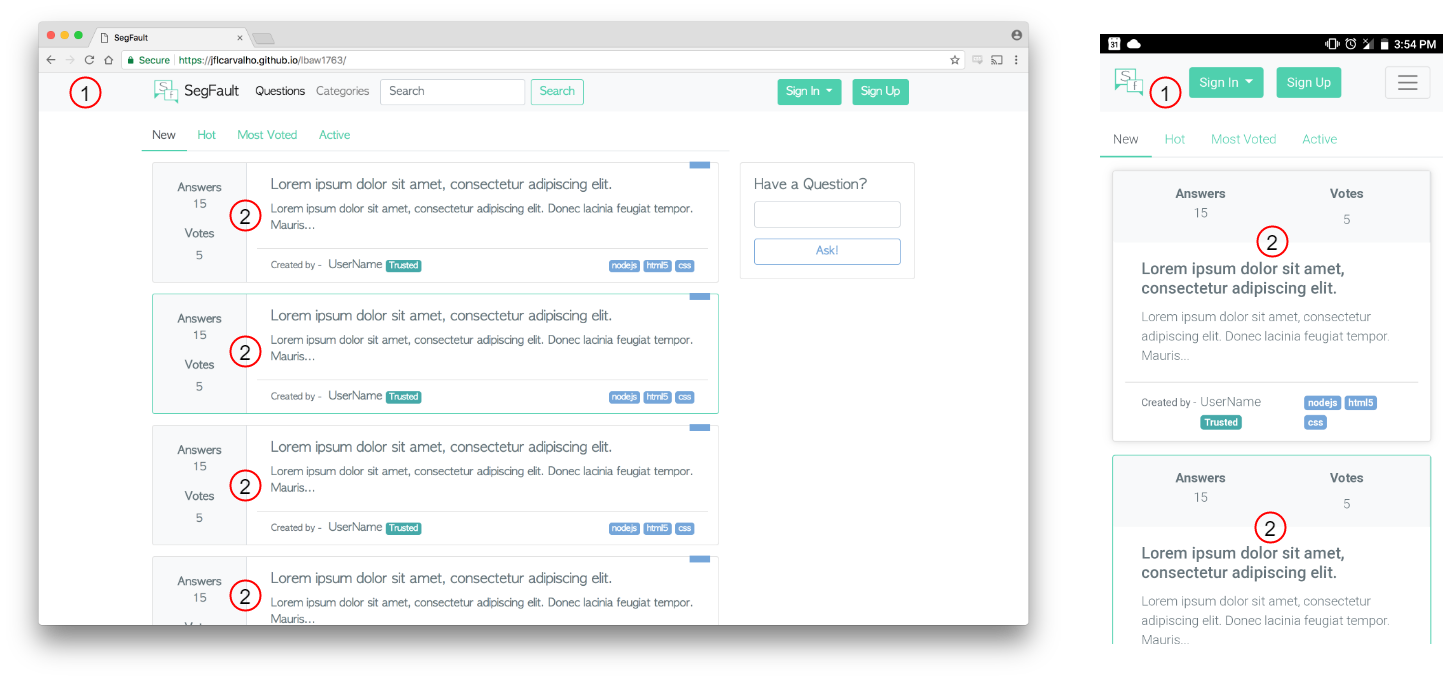 SegFault
Secure https://jflcarvalho.github.io/lbaw1763/
1 S f SegFault Questions Categories Search Search Sign In Sign Up
New Hot Most Voted Active
Answers
15
Votes
5
2
Lorem ipsum dolor sit amet, consectetur adipiscing elit.
Lorem ipsum dolor sit amet, consectetur adipiscing elit. Donec lacinia feugiat tempor.
Mauris...
Created by - UserName Trusted nodejs html5 css
Answers
15
Votes
5
2
Lorem ipsum dolor sit amet, consectetur adipiscing elit.
Lorem ipsum dolor sit amet, consectetur adipiscing elit. Donec lacinia feugiat tempor.
Mauris...
Created by - UserName Trusted nodejs html5 css
Answers
15
Votes
5
2
Lorem ipsum dolor sit amet, consectetur adipiscing elit.
Lorem ipsum dolor sit amet, consectetur adipiscing elit. Donec lacinia feugiat tempor.
Mauris...
Created by - UserName Trusted nodejs html5 css
Answers
15
2
Lorem ipsum dolor sit amet, consectetur adipiscing elit.
Lorem ipsum dolor sit amet, consectetur adipiscing elit. Donec lacinia feugiat tempor.
Mauris...
Have a Question?
Ask!
31 3:54 PM
S f 1 Sign In Sign Up
New Hot Most Voted Active
Answers Votes
15 5
2
Lorem ipsum dolor sit amet,
consectetur adipiscing elit.
Lorem ipsum dolor sit amet, consectetur
adipiscing elit. Donec lacinia feugiat tempor.
Mauris...
Created by - UserName nodejs html5
Trusted css
Answers Votes
15 5
2
Lorem ipsum dolor sit amet,
consectetur adipiscing elit.
Lorem ipsum dolor sit amet, consectetur
adipiscing elit. Donec lacinia feugiat tempor.
Mauris...